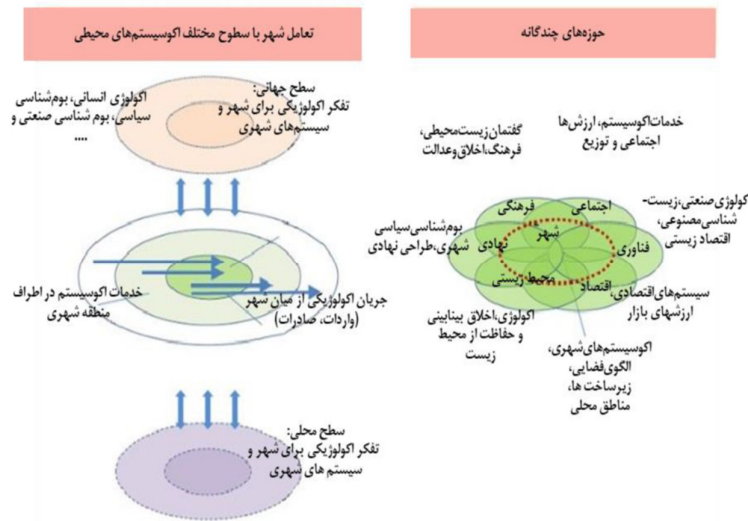 حوزه‌های چندگانه
تعامل شهر با سطوح مختلف اکوسیستم‌های محیطی
خدمات اکوسیستم، ارزش‌ها
اجتماعی و توزیع
گفتمان زیست‌محیطی،
فرهنگ، اخلاق و عدالت
کولوژی صنعتی، زیست-
شناسی مصنوعی،
اقتصاد زیستی
اجتماعی
فرهنگی
شهر
فناوری
نهادی
اقتصاد
محیط زیستی
بوم‌شناسی سیاسی
شهری، طراحی نهادی
سیستم‌های اقتصادی،
ارزشهای بازار
اکولوژی، اخلاق بینابینی
و حفاظت از محیط
زیست
اکوسیستم‌های شهری،
الگوی فضایی،
زیرساخت ها،
مناطق محلی
سطح جهانی:
تفکر اکولوژیکی برای شهر و
سیستم‌های شهری
اکولوژی انسانی، بوم‌شناسی
سیاسی، بوم شناسی صنعتی و
....
جریان اکولوژیکی از میان شهر
(واردات، صادرات)
خدمات اکوسیستم در اطراف
منطقه شهری
سطح محلی:
تفکر اکولوژیکی برای شهر و
سیستم های شهری